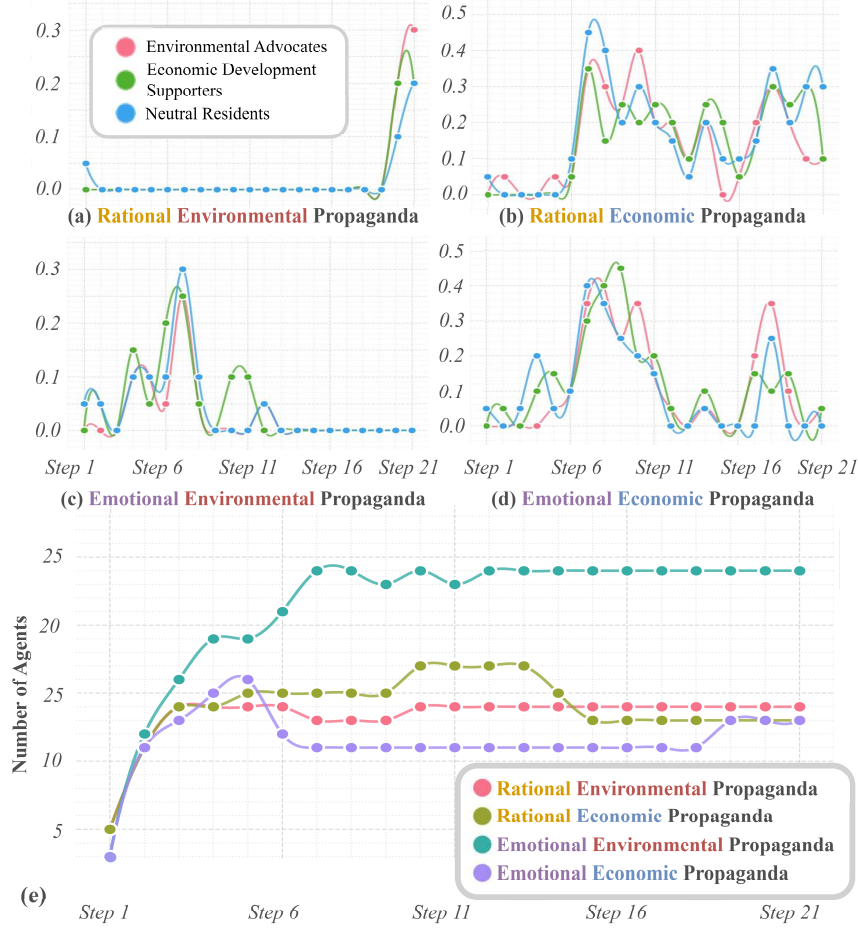 0.3
0.2
0.1
0.0
Environmental Advocates
Economic Development
Supporters
Neutral Residents
(a) Rational Environmental Propaganda
0.5
0.4
0.3
0.2
0.1
0.0
(b) Rational Economic Propaganda
0.3
0.2
0.1
0.0
Step 1 Step 6 Step 11 Step 16 Step 21
(c) Emotional Environmental Propaganda
0.5
0.4
0.3
0.2
0.1
0.0
Step 1 Step 6 Step 11 Step 16 Step 21
(d) Emotional Economic Propaganda
Number of Agents
25
20
25
10
5
Rational Environmental Propaganda
Rational Economic Propaganda
Emotional Environmental Propaganda
Emotional Economic Propaganda
(e)
Step 1 Step 6 Step 11 Step 16 Step 21